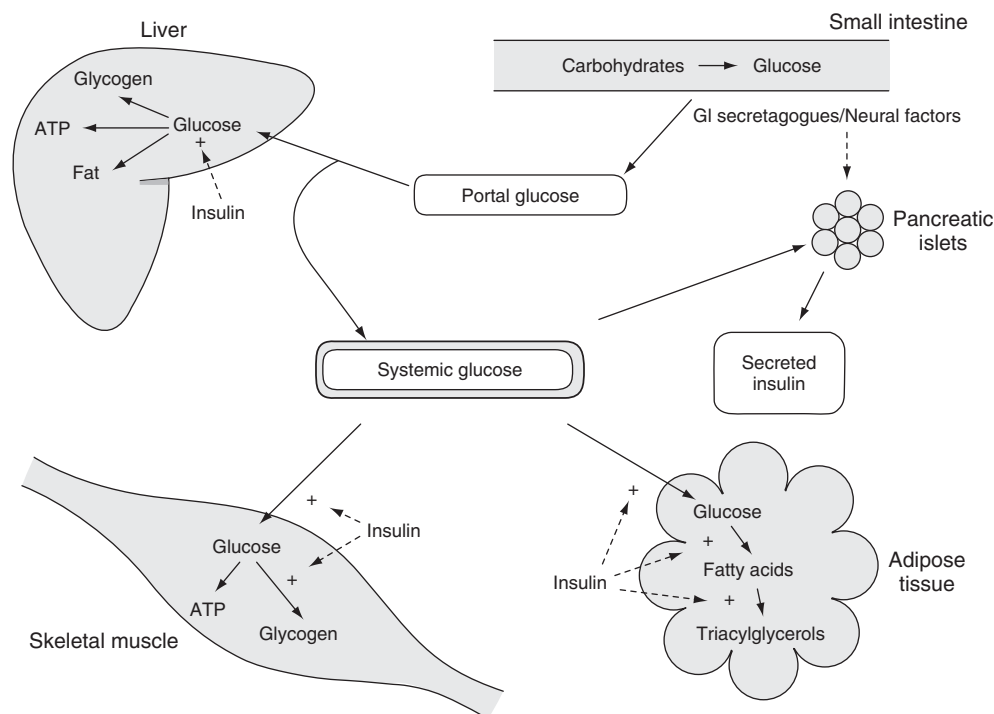 Liver
Small intestine
Glycogen
Carbohydrates
Glucose
ATP
Glucose
+
Fat
Insulin
GI secretagogues/Neural factors
Portal glucose
Pancreatic
islets
Systemic glucose
Secreted
insulin
+
Insulin
Glucose
+
ATP
Glycogen
Skeletal muscle
+
Glucose
+
Insulin
Fatty acids
+
Triacylglycerols
Adipose
tissue